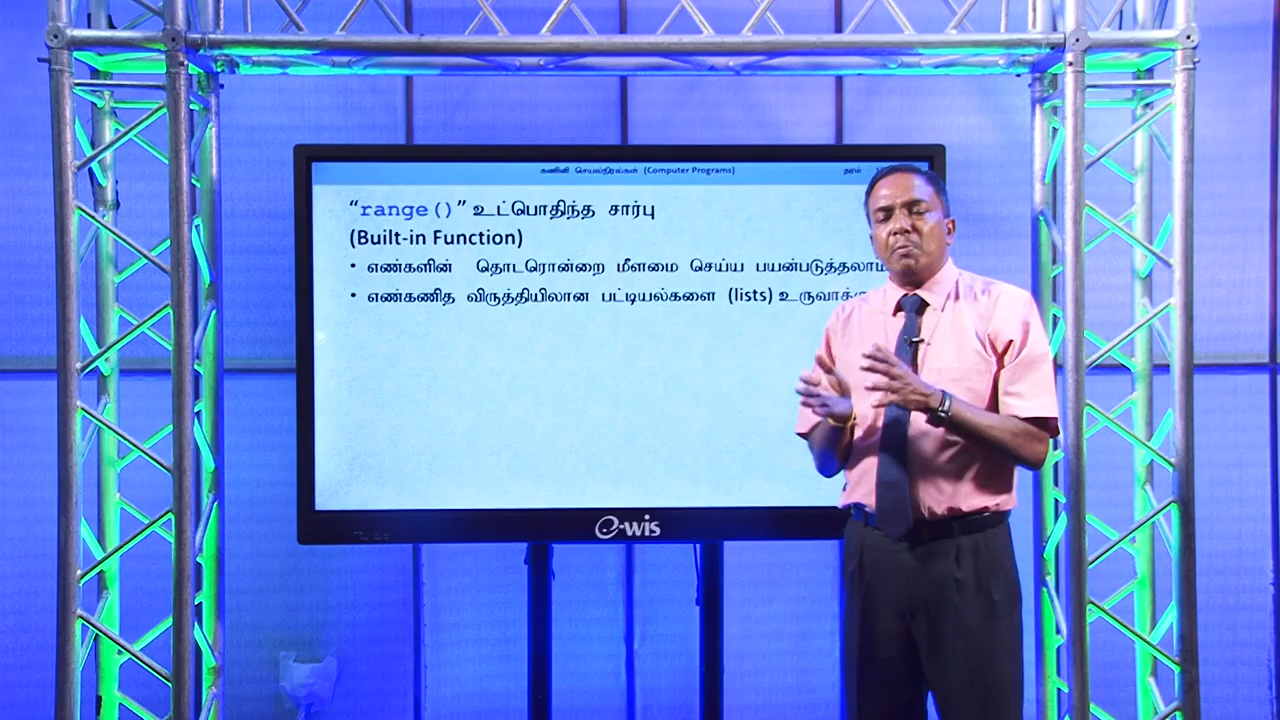 கணினி செயல்நிரல்கள் (Computer Programs) தரம்
“range()” உட்பொதிந்த சார்பு
(Built-in Function)
• எண்களின் தொடரொன்றை மீளமை செய்ய பயன்படுத்தலாம்
• எண்கணித விருத்தியிலான பட்டியல்களை (lists)
e-wis